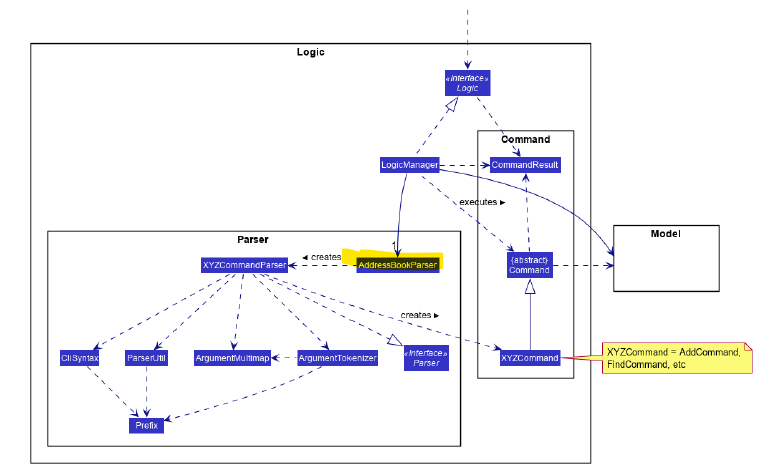 Logic
«Interface»
Logic
Command
LogicManager
CommandResult
executes ►
Model
Parser
1
◄ creates
XYZCommandParser
AddressBookParser
{abstract}
Command
creates ►
CliSyntax
ParserUtil
ArgumentMultimap
ArgumentTokenizer
«Interface»
Parser
XYZCommand
XYZCommand = AddCommand,
FindCommand, etc
Prefix